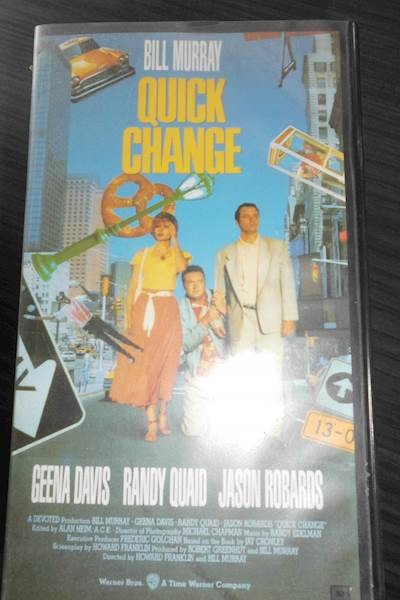 BILL MURRAY
QUICK
CHANGE
13-0
GEENA DAVIS RANDY QUAID JASON ROBARDS
A DEVOTED Production BILL MURRAY · GEENA DAVIS · RANDY QUAID · JASON ROBARDS "QUICK CHANGE"
Edited by ALAN HEIM, A.C.E. · Director of Photography MICHAEL CHAPMAN Music by RANDY EDELMAN
Executive Producer FREDERIC GOLCHAN Based on the Book by JAY CRONLEY
Screenplay by HOWARD FRANKLIN Produced by ROBERT GREENHUT and BILL MURRAY
Directed by HOWARD FRANKLIN and BILL MURRAY
Warner Bros. A Time Warner Company